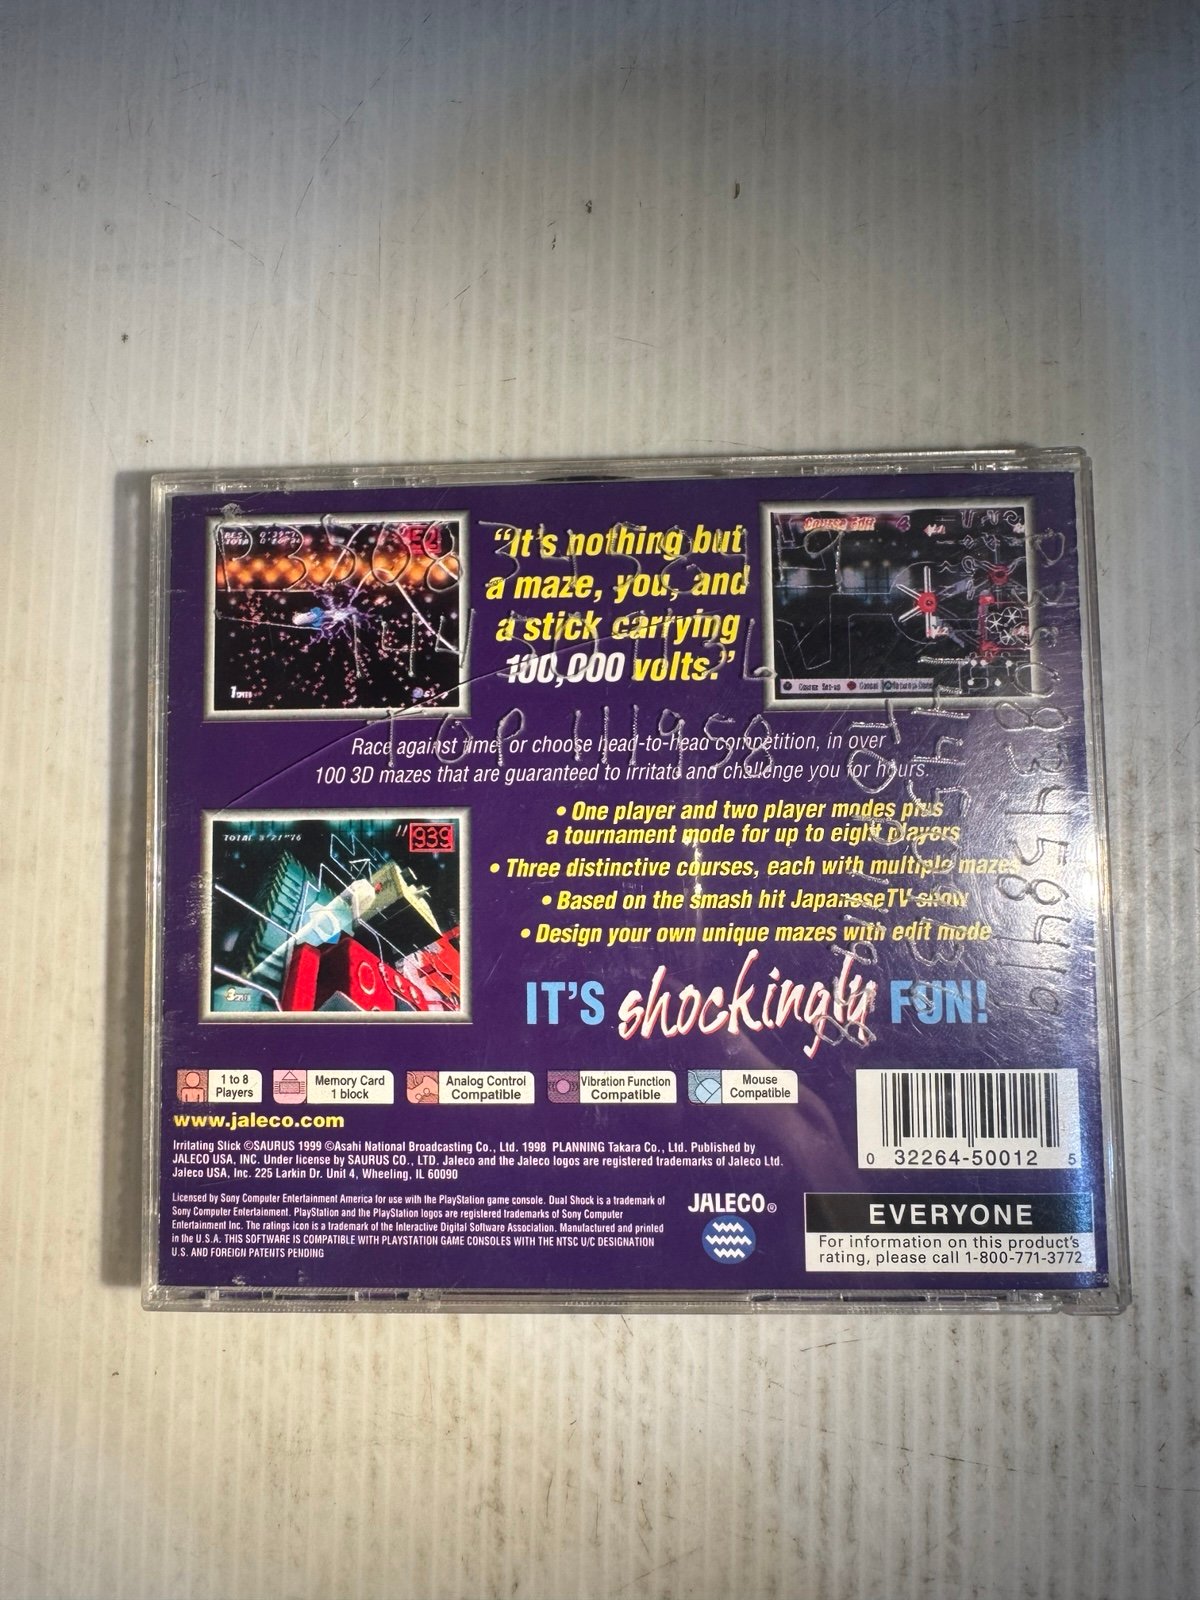 "It's nothing but
a maze, you, and
a stick carrying
100,000 volts."
Course Edit
Race against time, or choose head-to-head competition, in over
100 3D mazes that are guaranteed to irritate and challenge you for hours.
TOTAL 3'21"76
939
• One player and two player modes plus
a tournament mode for up to eight players
• Three distinctive courses, each with multiple mazes
• Based on the smash hit Japanese TV show
• Design your own unique mazes with edit mode
IT'S shockingly FUN!
1 to 8
Players
Memory Card
1 block
Analog Control
Compatible
Vibration Function
Compatible
Mouse
Compatible
www.jaleco.com
Irritating Stick ©SAURUS 1999 ©Asahi National Broadcasting Co., Ltd. 1998 PLANNING Takara Co., Ltd. Published by
JALECO USA, INC. Under license by SAURUS CO., LTD. Jaleco and the Jaleco logos are registered trademarks of Jaleco Ltd.
Jaleco USA, Inc. 225 Larkin Dr. Unit 4, Wheeling, IL 60090
0 32264-50012 5
Licensed by Sony Computer Entertainment America for use with the PlayStation game console. Dual Shock is a trademark of
Sony Computer Entertainment. PlayStation and the PlayStation logos are registered trademarks of Sony Computer
Entertainment Inc. The ratings icon is a trademark of the Interactive Digital Software Association. Manufactured and printed
in the U.S.A. THIS SOFTWARE IS COMPATIBLE WITH PLAYSTATION GAME CONSOLES WITH THE NTSC U/C DESIGNATION
U.S. AND FOREIGN PATENTS PENDING
JALECO®
EVERYONE
For information on this product's
rating, please call 1-800-771-3772
TOP 111958